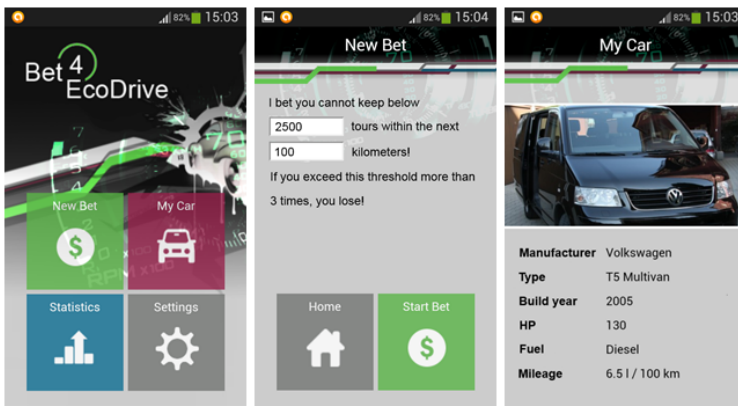 82% 15:03
Bet 4
EcoDrive
New Bet
My Car
Statistics
Settings
82% 15:04
New Bet
I bet you cannot keep below
2500 tours within the next
100 kilometers!
If you exceed this threshold more than
3 times, you lose!
Home
Start Bet
82% 15:03
My Car
Manufacturer Volkswagen
Type T5 Multivan
Build year 2005
HP 130
Fuel Diesel
Mileage 6.5 l / 100 km